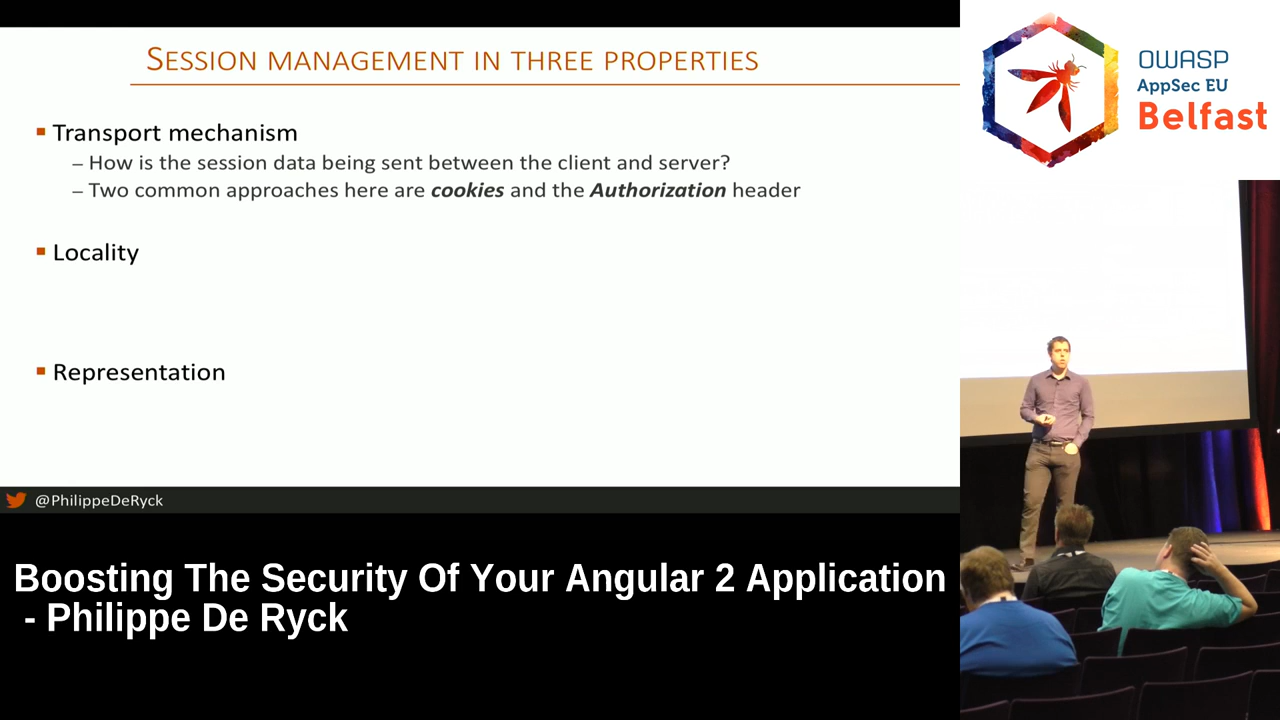 SESSION MANAGEMENT IN THREE PROPERTIES
Transport mechanism
– How is the session data being sent between the client and server?
– Two common approaches here are cookies and the Authorization header
Locality
Representation
@PhilippeDeRyck
Boosting The Security Of Your Angular 2 Application
- Philippe De Ryck
OWASP
AppSec EU
Belfast